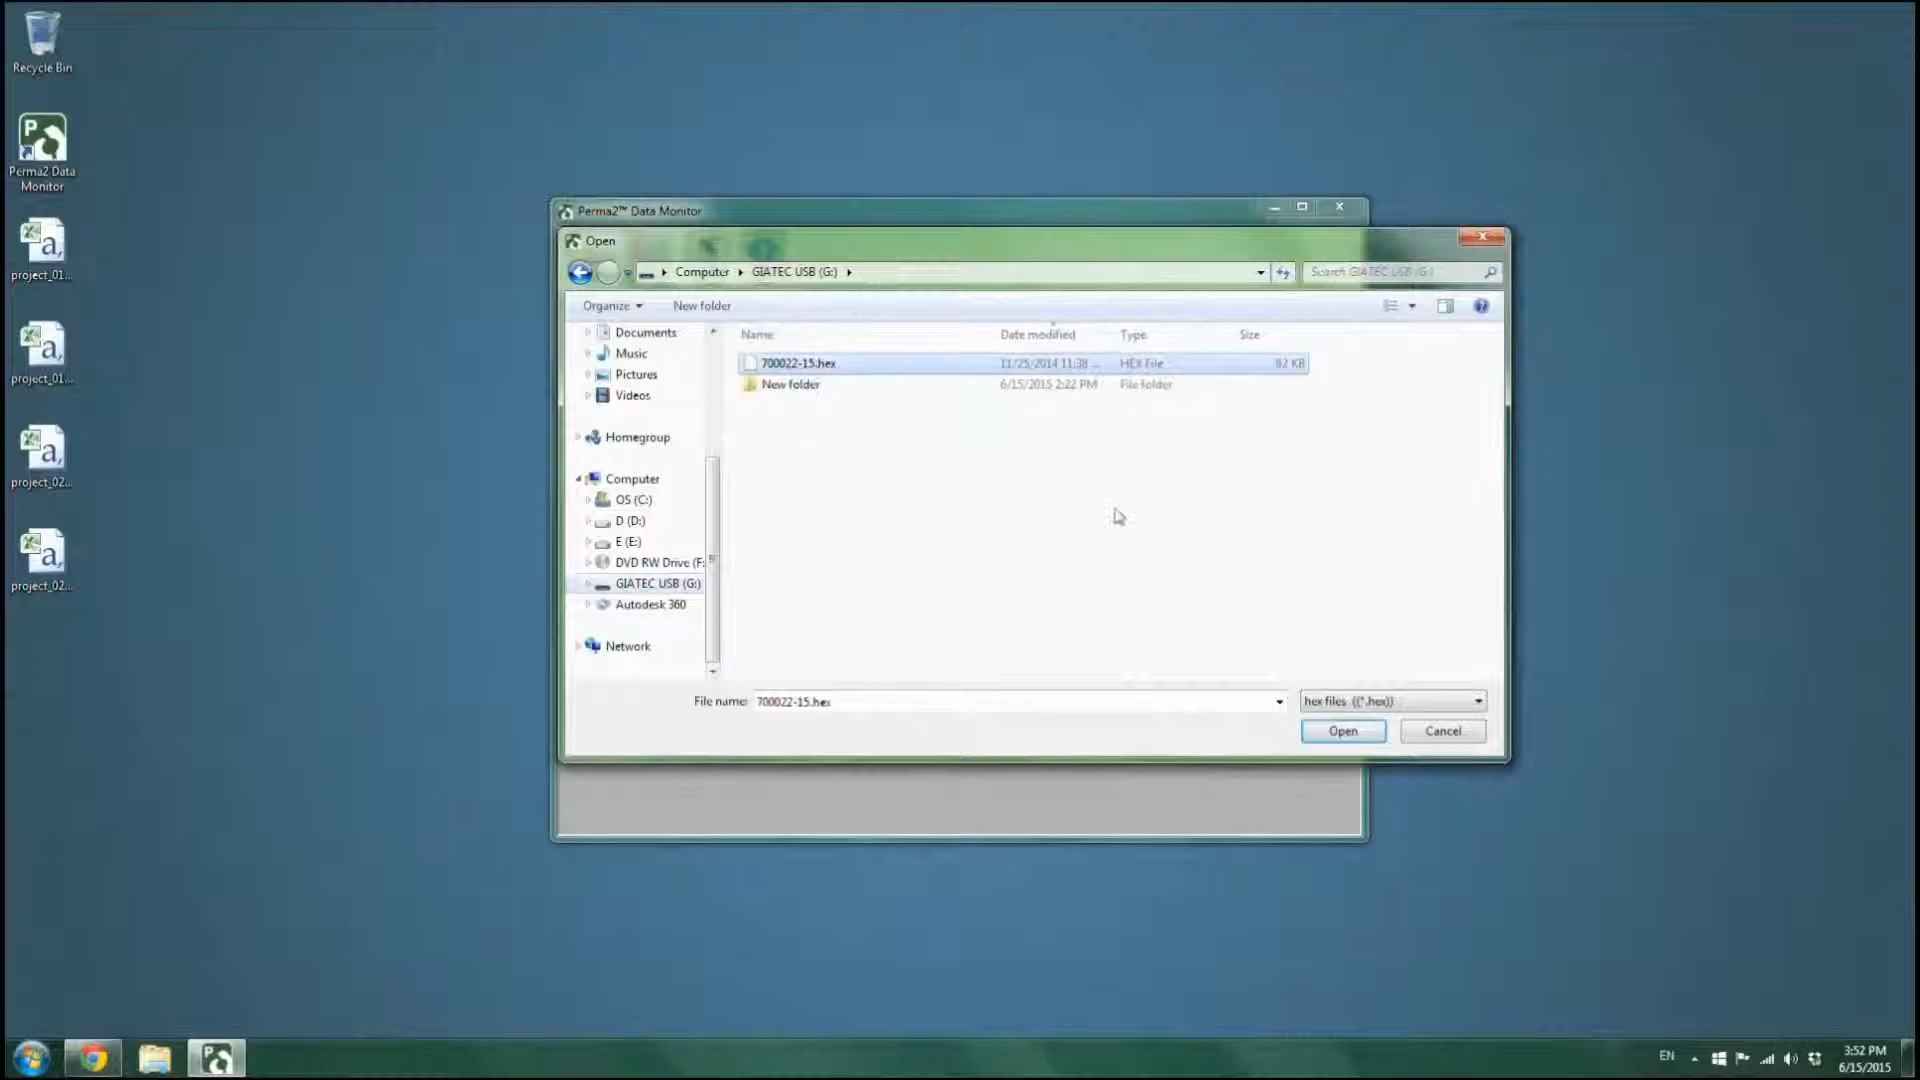 Recycle Bin
Perma2 Data
Monitor
project_01...
project_01...
project_02...
project_02...
Perma2™ Data Monitor
Open
Computer
GIATEC USB (G:)
Search GIATEC USB (G:)
Organize
New folder
Documents
Music
Pictures
Videos
Homegroup
Computer
OS (C:)
D (D:)
E (E:)
DVD RW Drive (F:
GIATEC USB (G:)
Autodesk 360
Network
Name
Date modified
Type
Size
700022-15.hex
11/25/2014 11:38 ...
HEX File
82 KB
New folder
6/15/2015 2:22 PM
File folder
File name:
700022-15.hex
hex files ((*.hex))
Open
Cancel
EN
3:52 PM
6/15/2015